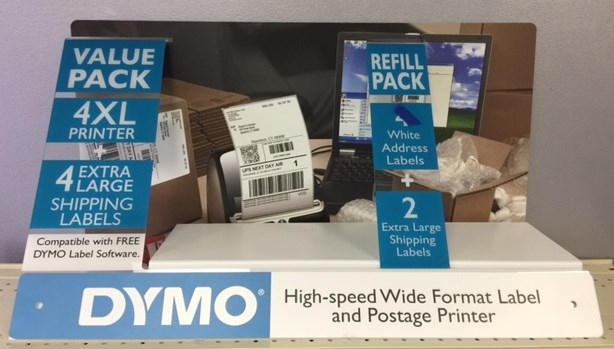 VALUE
PACK
4XL
PRINTER
4 EXTRA
LARGE
SHIPPING
LABELS
Compatible with FREE
DYMO Label Software.
UPS NEXT DAY AIR 1
REFILL
PACK
4
White
Address
Labels
+
2
Extra Large
Shipping
Labels
DYMO®
High-speed Wide Format Label
and Postage Printer